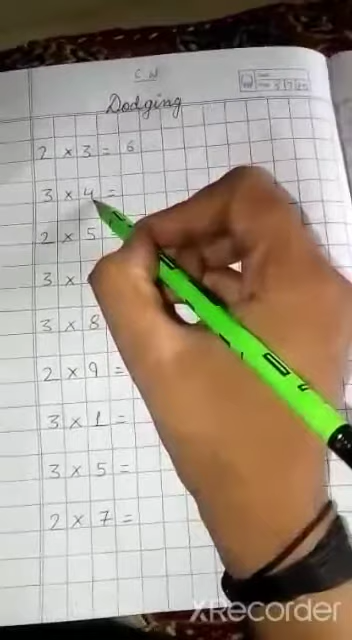 C.W
Dodging
2 × 3 = 6
3 × 4 =
2 × 5
3 ×
3 × 8
2 × 9 =
3 × 1 =
3 × 5 =
2 × 7 =
XRecorder